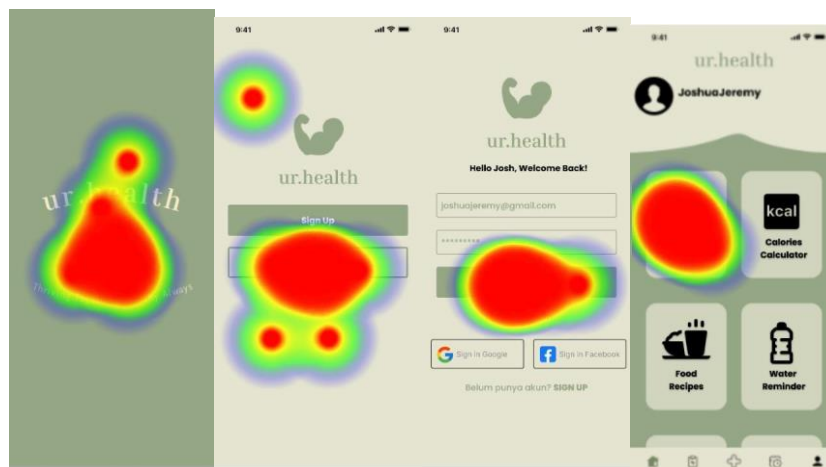 ur.health
always
9:41
ur.health
Sign Up
9:41
ur.health
Hello Josh, Welcome Back!
joshuajeremy@gmail.com
*********
Sign in Google
Sign in Facebook
Belum punya akun? SIGN UP
9:41
ur.health
JoshuaJeremy
kcal
Calories
Calculator
Food
Recipes
Water
Reminder